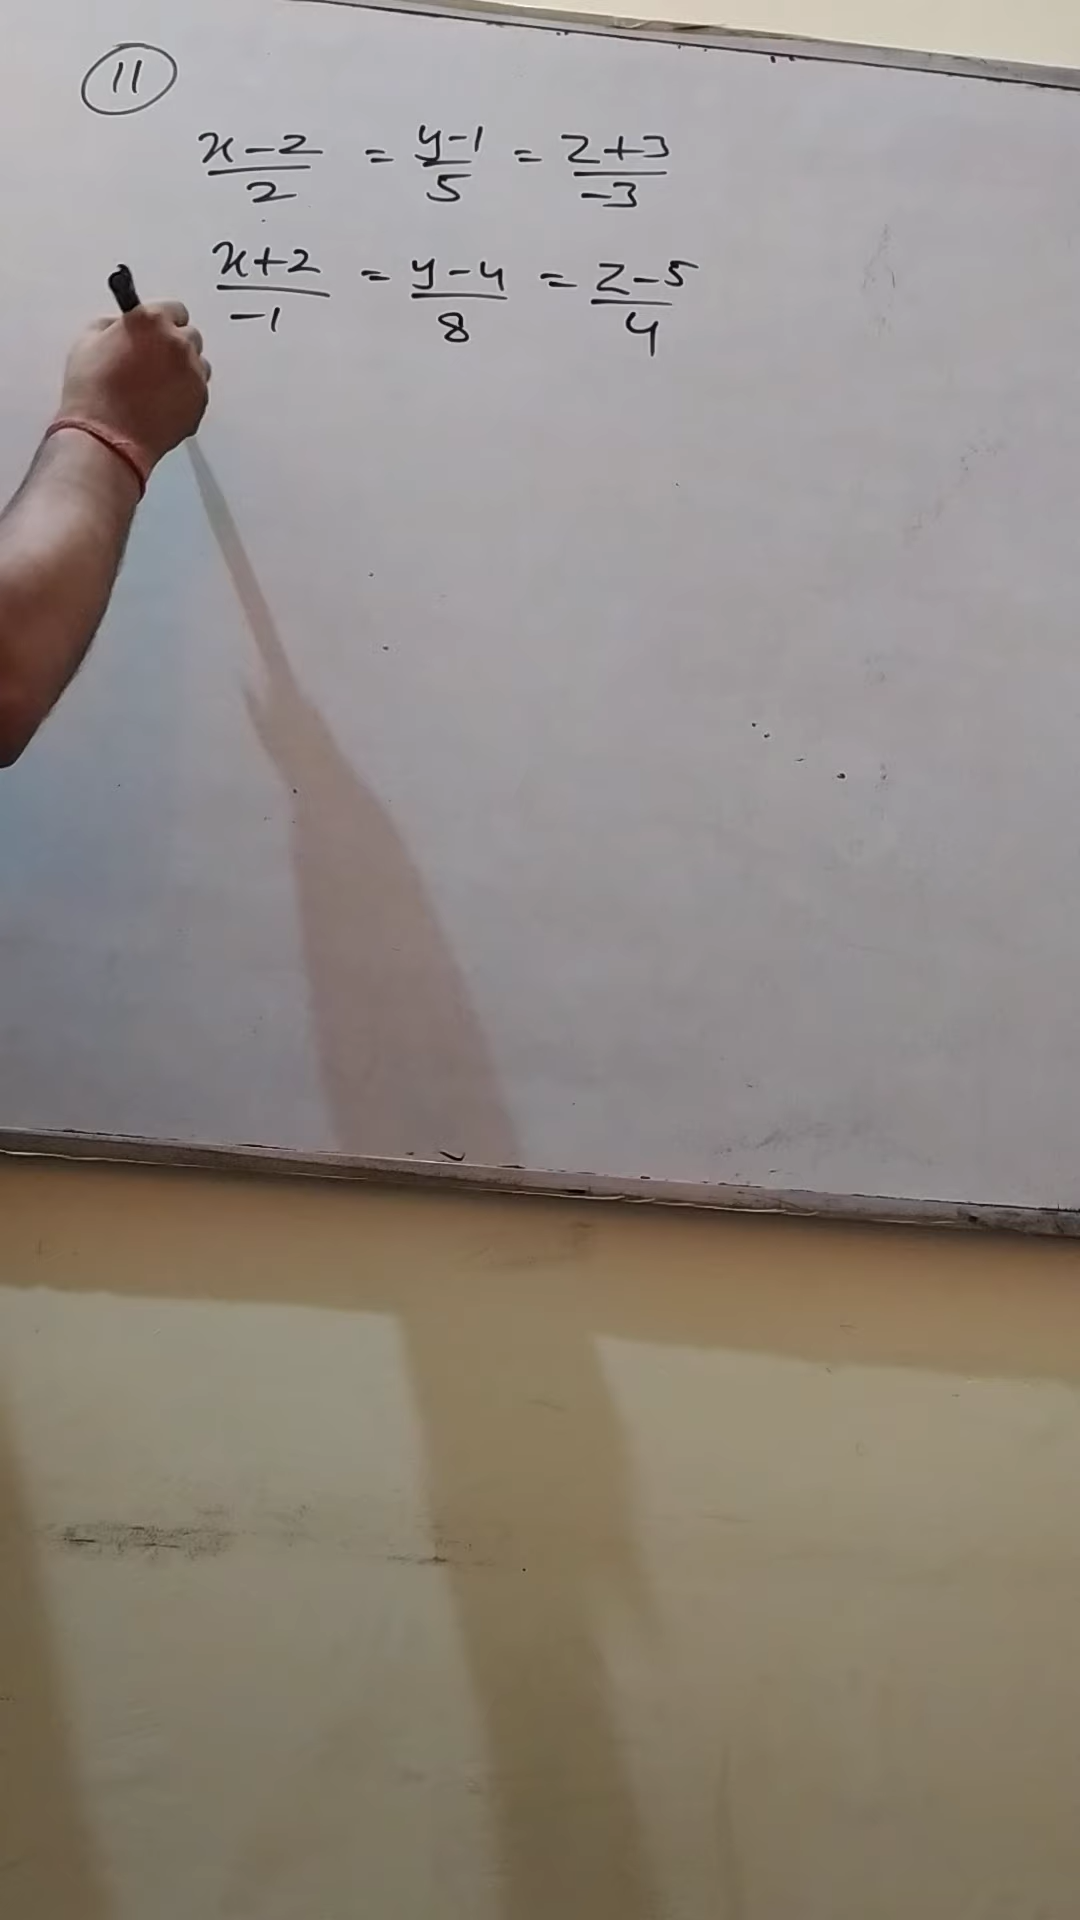 11
x-2/2 = y-1/5 = z+3/-3
x+2/-1 = y-4/8 = z-5/4